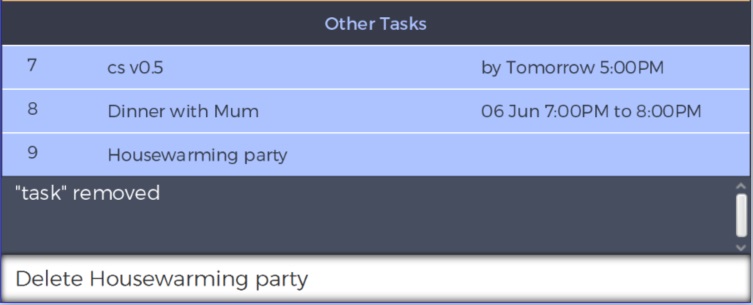 Other Tasks
7 cs v0.5 by Tomorrow 5:00PM
8 Dinner with Mum 06 Jun 7:00PM to 8:00PM
9 Housewarming party
"task" removed
Delete Housewarming party